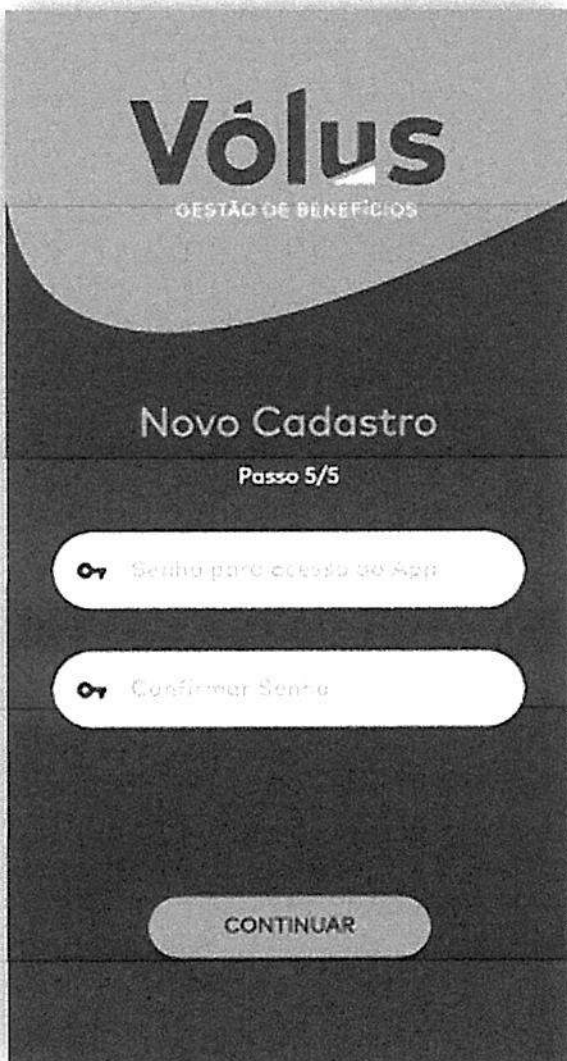 Vólus
GESTÃO DE BENEFÍCIOS
Novo Cadastro
Passo 5/5
Senha para acesso ao App
Confirmar Senha
CONTINUAR